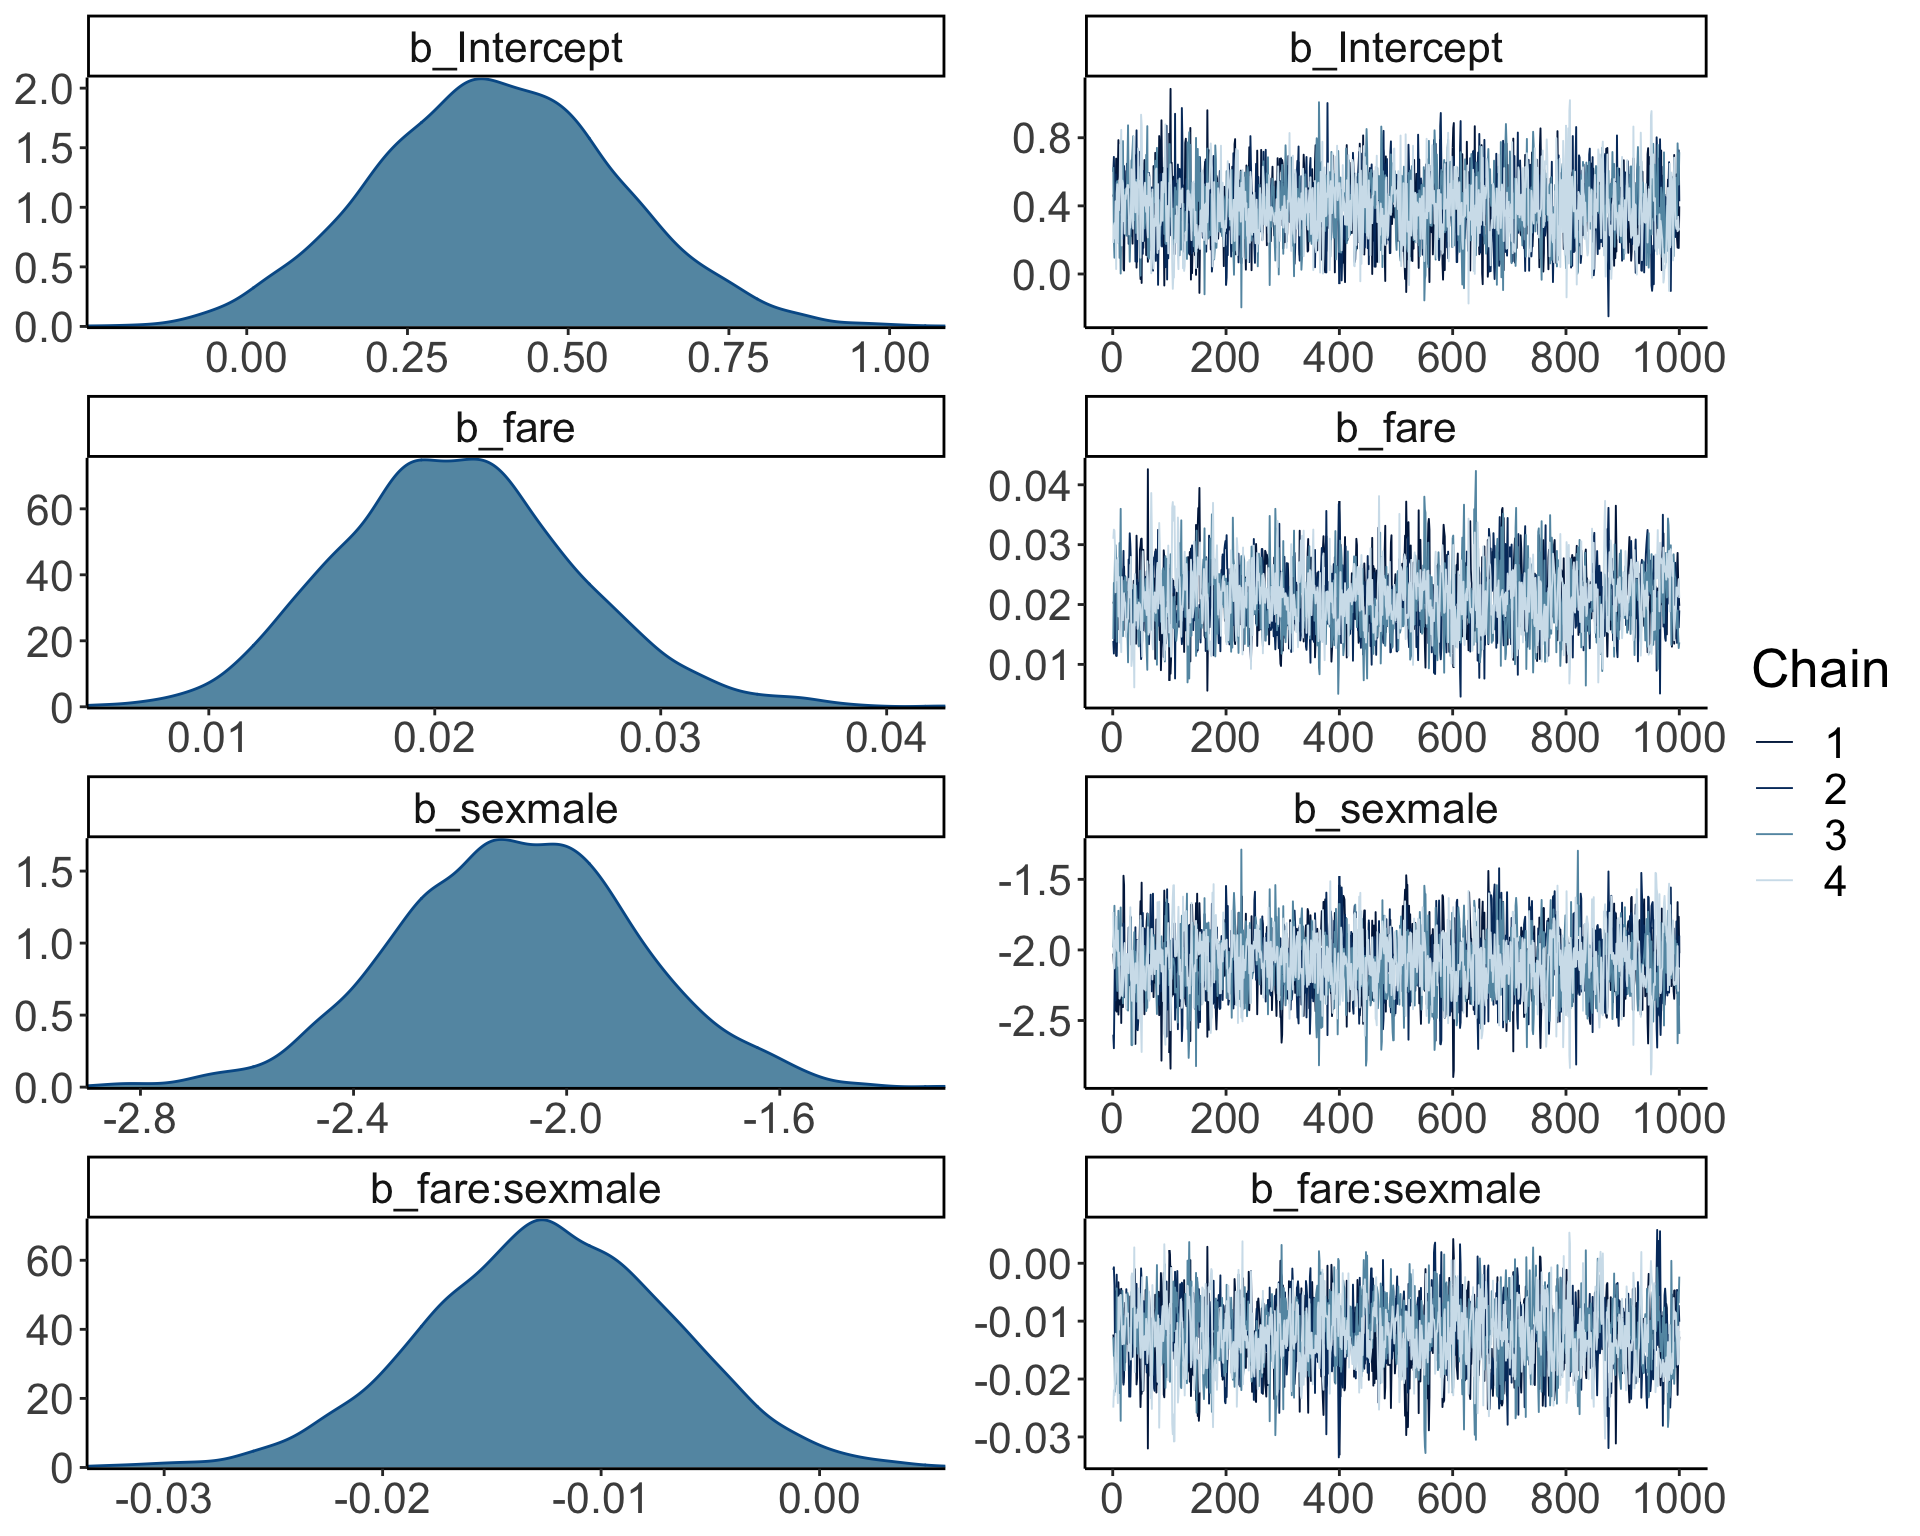 b_Intercept
2.0
1.5
1.0
0.5
0.0
0.00 0.25 0.50 0.75 1.00
b_Intercept
0.8
0.4
0.0
0 200 400 600 800 1000
b_fare
60
40
20
0
0.01 0.02 0.03 0.04
b_fare
0.04
0.03
0.02
0.01
0 200 400 600 800 1000
b_sexmale
1.5
1.0
0.5
0.0
-2.8 -2.4 -2.0 -1.6
b_sexmale
-1.5
-2.0
-2.5
0 200 400 600 800 1000
b_fare:sexmale
60
40
20
0
-0.03 -0.02 -0.01 0.00
b_fare:sexmale
0.00
-0.01
-0.02
-0.03
0 200 400 600 800 1000
Chain
1
2
3
4